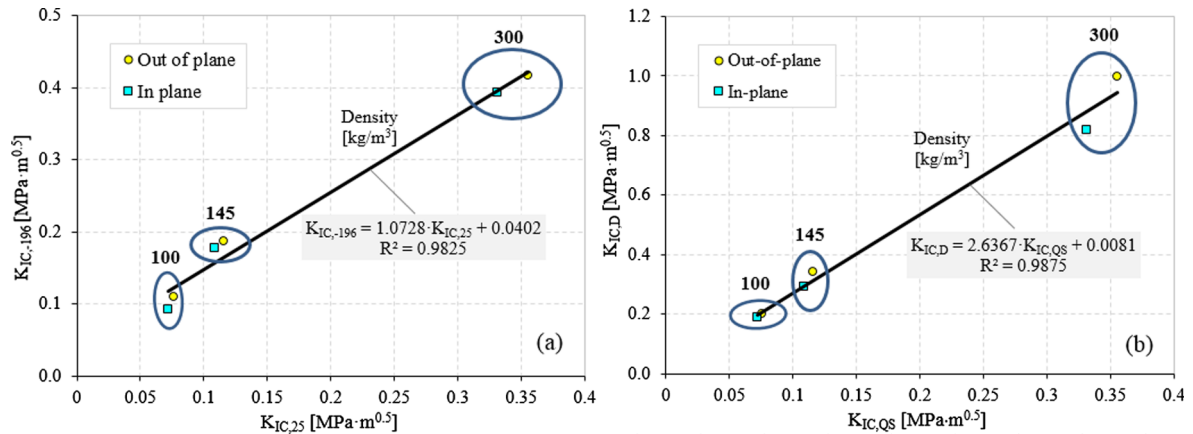 0.5
0.4
0.3
0.2
0.1
0.0
K_IC,-196 [MPa·m^0.5]
Out of plane
In plane
300
145
100
Density
[kg/m³]
K_IC,-196 = 1.0728·K_IC,25 + 0.0402
R² = 0.9825
(a)
0 0.1 0.15 0.2 0.25 0.3 0.35 0.4
K_IC,25 [MPa·m^0.5]
1.2
1.0
0.8
0.6
0.4
0.2
0.0
K_IC,D [MPa·m^0.5]
Out-of-plane
In-plane
300
145
100
Density
[kg/m³]
K_IC,D = 2.6367·K_IC,QS + 0.0081
R² = 0.9875
(b)
0 0.05 0.1 0.15 0.2 0.25 0.3 0.35 0.4
K_IC,QS [MPa·m^0.5]